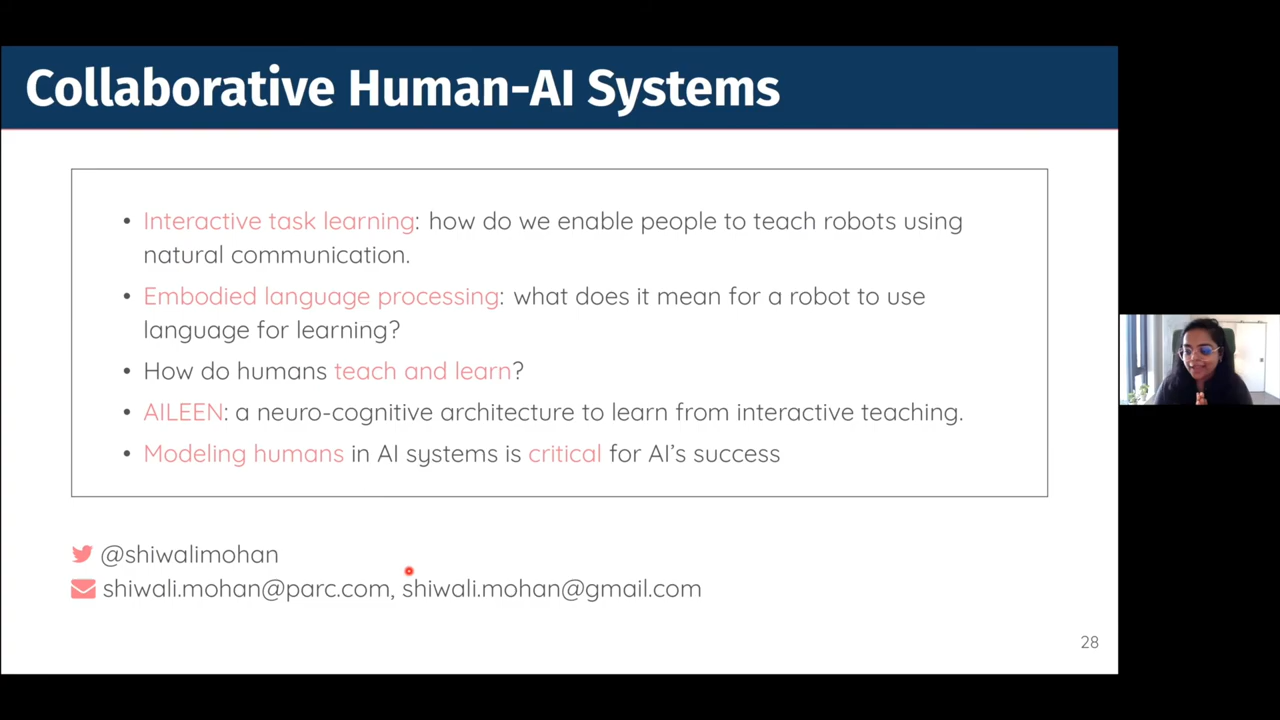 Collaborative Human-AI Systems
• Interactive task learning: how do we enable people to teach robots using
natural communication.
• Embodied language processing: what does it mean for a robot to use
language for learning?
• How do humans teach and learn?
• AILEEN: a neuro-cognitive architecture to learn from interactive teaching.
• Modeling humans in AI systems is critical for AI's success
@shiwalimohan
shiwali.mohan@parc.com, shiwali.mohan@gmail.com
28